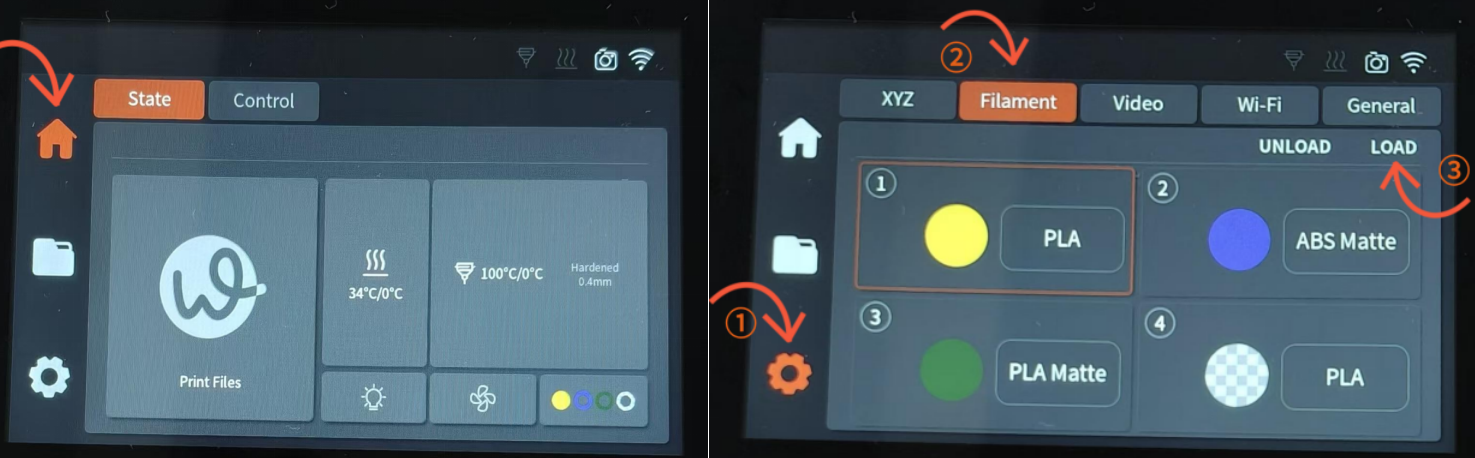 State
Control
Print Files
34°C/0°C
100°C/0°C
Hardened
0.4mm
①
②
③
XYZ
Filament
Video
Wi-Fi
General
UNLOAD
LOAD
1
PLA
2
ABS Matte
3
PLA Matte
4
PLA